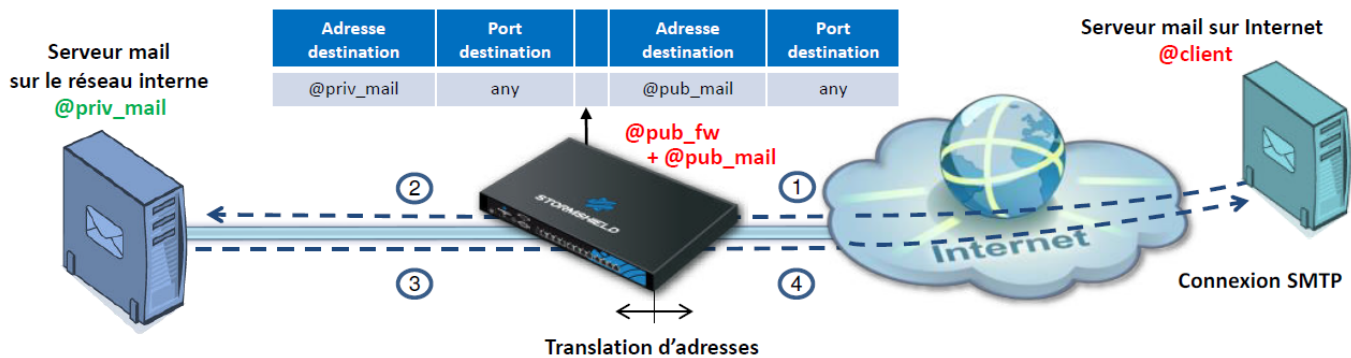 Adresse destination
Port destination
Adresse destination
Port destination
@priv_mail
any
@pub_mail
any
Serveur mail
sur le réseau interne
@priv_mail
Serveur mail sur Internet
@client
@pub_fw
+ @pub_mail
2
1
STORMSHIELD
Internet
3
4
Connexion SMTP
Translation d'adresses